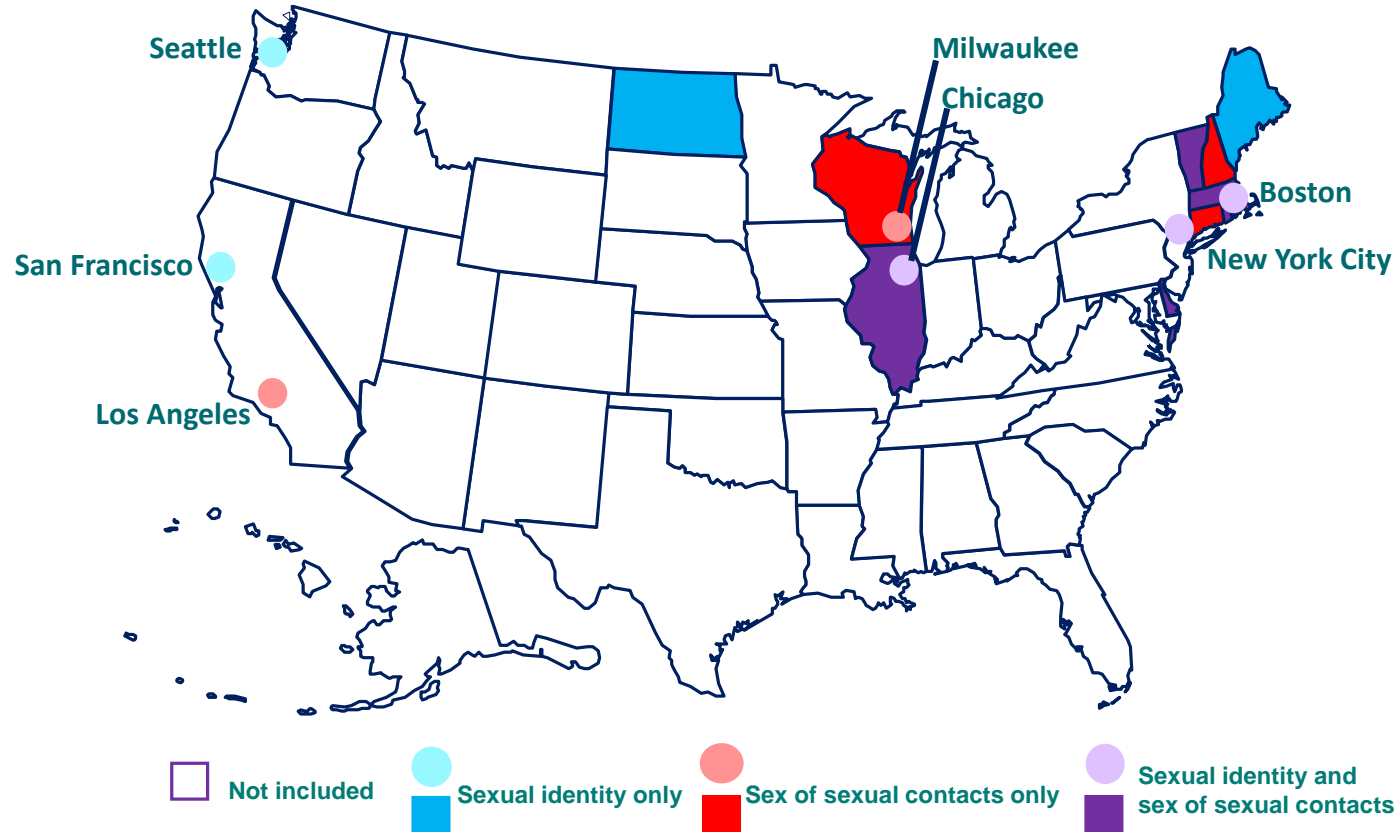 Seattle
Milwaukee
Chicago
Boston
New York City
San Francisco
Los Angeles
Not included
Sexual identity only
Sex of sexual contacts only
Sexual identity and
sex of sexual contacts